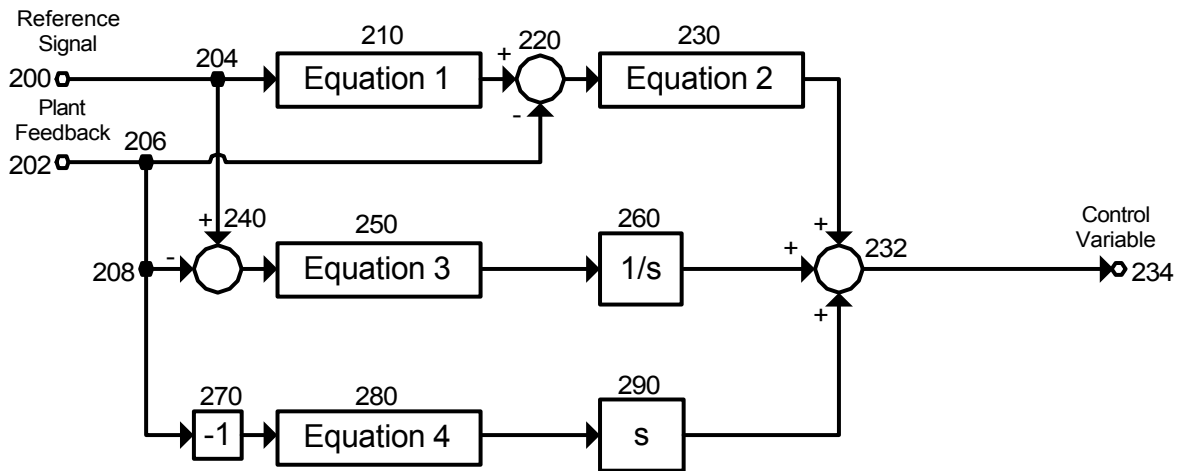 Reference
Signal
200
204
210
Equation 1
+
220
-
230
Equation 2
Plant
Feedback
202
206
+
240
-
208
250
Equation 3
260
1/s
+
+
+
232
Control
Variable
234
270
-1
280
Equation 4
290
s